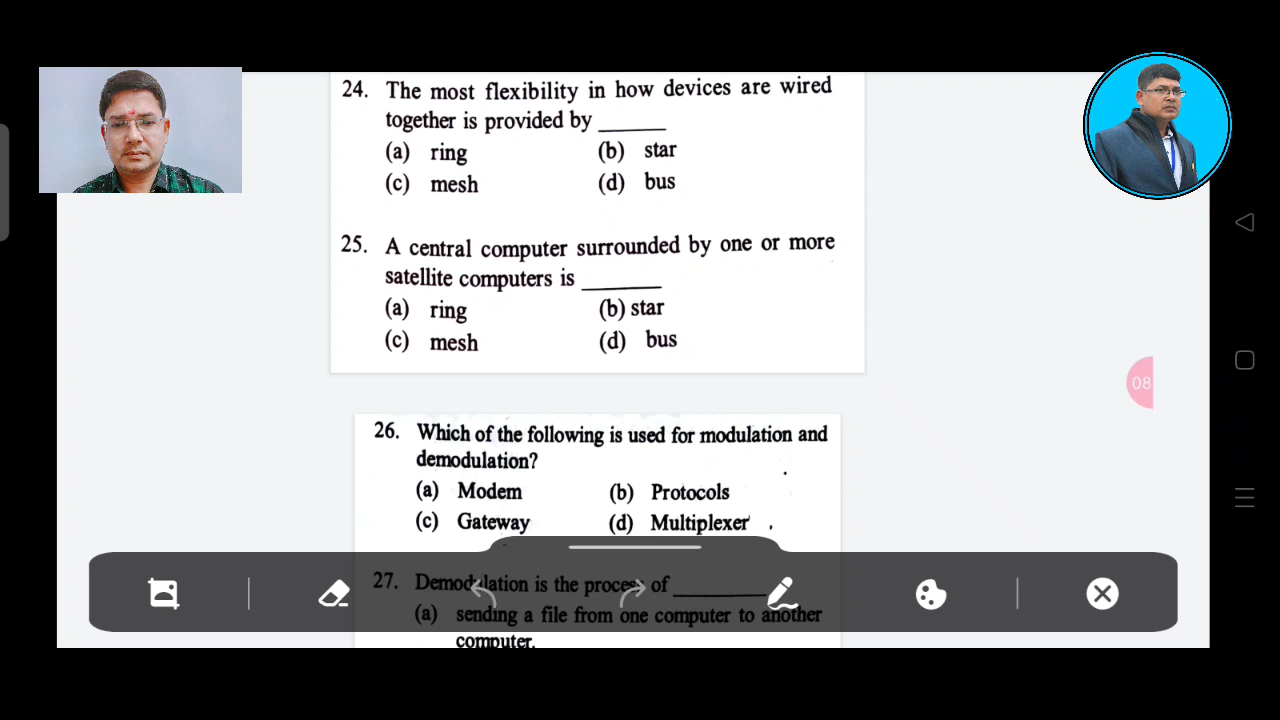 24. The most flexibility in how devices are wired
together is provided by ______
(a) ring (b) star
(c) mesh (d) bus
25. A central computer surrounded by one or more
satellite computers is ______
(a) ring (b) star
(c) mesh (d) bus
08
26. Which of the following is used for modulation and
demodulation?
(a) Modem (b) Protocols
(c) Gateway (d) Multiplexer
27. Demodulation is the process of ______
(a) sending a file from one computer to another
computer.